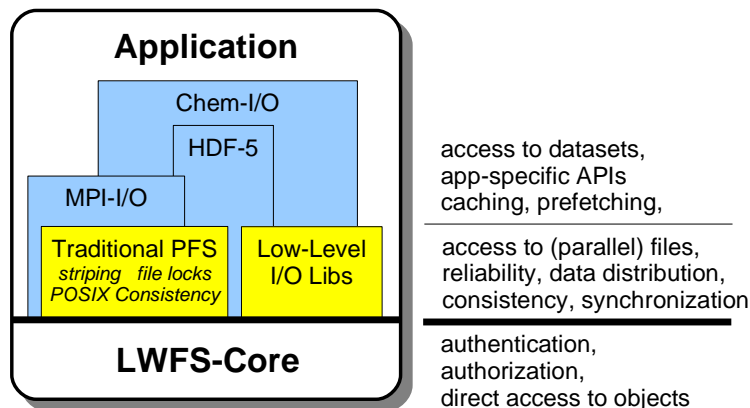 Application
Chem-I/O
HDF-5
MPI-I/O
Traditional PFS
striping file locks
POSIX Consistency
Low-Level
I/O Libs
LWFS-Core
access to datasets,
app-specific APIs
caching, prefetching,
access to (parallel) files,
reliability, data distribution,
consistency, synchronization
authentication,
authorization,
direct access to objects